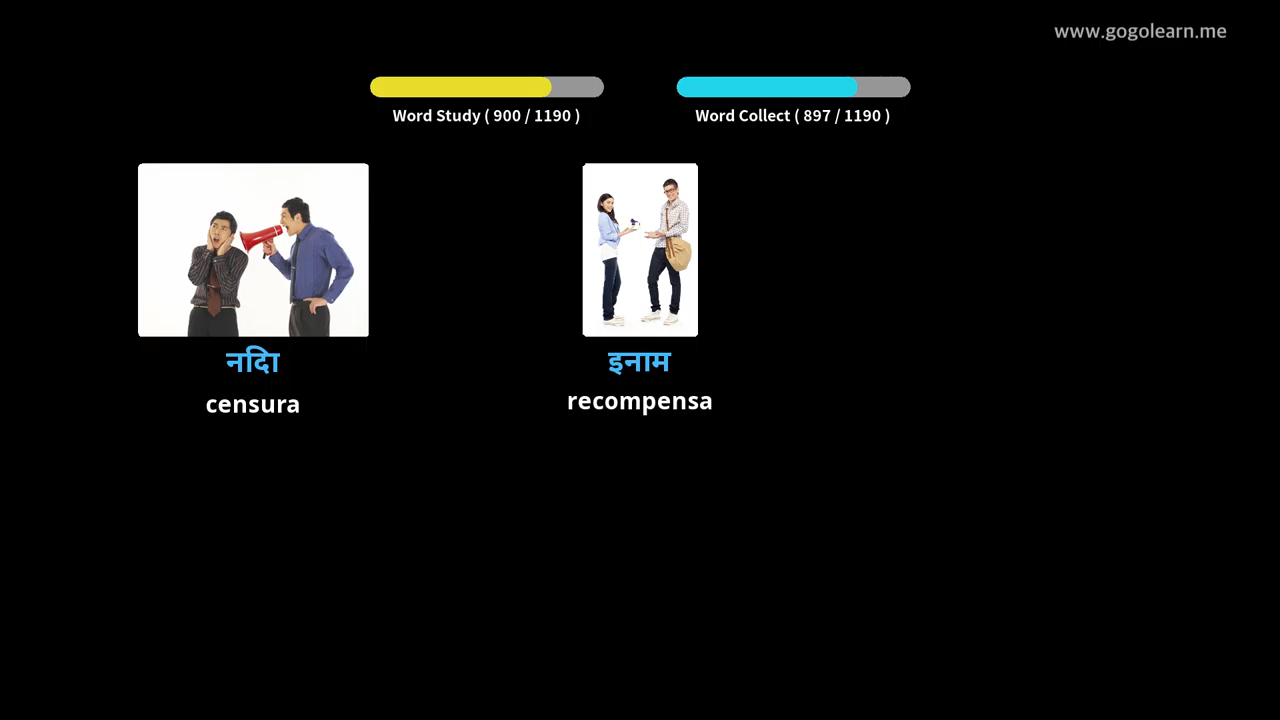 www.gogolearn.me
Word Study ( 900 / 1190 )
Word Collect ( 897 / 1190 )
नदिा
इनाम
censura
recompensa